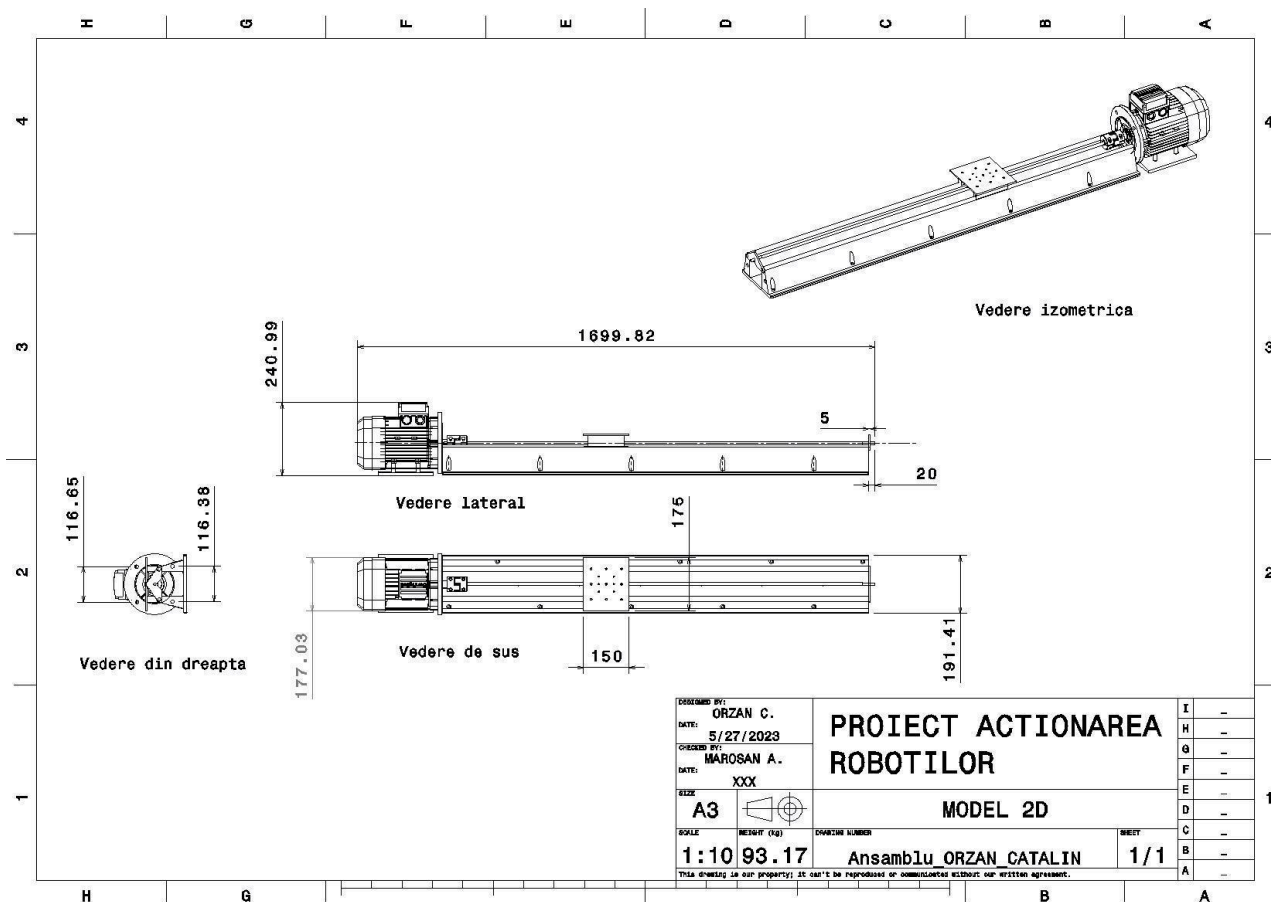 H G F E D C B A
4 4
Vedere izometrica
3 3
240.99
1699.82
5
20
Vedere lateral
116.65
116.38
175
2 2
177.03
191.41
Vedere din dreapta
Vedere de sus
150
DESIGNED BY:
ORZAN C.
DATE:
5/27/2023
CHECKED BY:
MAROSAN A.
DATE:
XXX
PROIECT ACTIONAREA
ROBOTILOR
SIZE
A3
MODEL 2D
SCALE
1:10
WEIGHT (kg)
93.17
DRAWING NUMBER
Ansamblu_ORZAN_CATALIN
SHEET
1/1
This drawing is our property; it can't be reproduced or communicated without our written agreement.
I _
H _
G _
F _
E _
D _
C _
B _
A _
1 1
H G B A